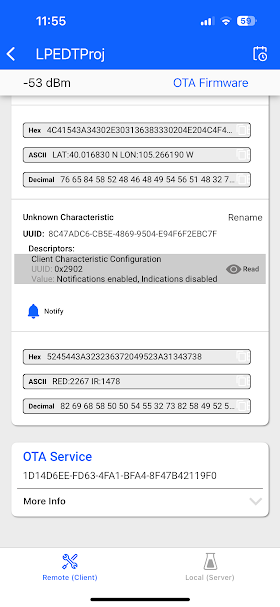 11:55
59
LPEDTProj
-53 dBm
OTA Firmware
Hex 4C41543A34302E303136383330204E204C4F4...
ASCII LAT:40.016830 N LON:105.266190 W
Decimal 76 65 84 58 52 48 46 48 49 54 56 51 48 32 7...
Unknown Characteristic
Rename
UUID: 8C47ADC6-CB5E-4869-9504-E94F6F2EBC7F
Descriptors:
Client Characteristic Configuration
UUID: 0x2902
Read
Value: Notifications enabled, Indications disabled
Notify
Hex 5245443A323236372049523A31343738
ASCII RED:2267 IR:1478
Decimal 82 69 68 58 50 50 54 55 32 73 82 58 49 52 5...
OTA Service
1D14D6EE-FD63-4FA1-BFA4-8F47B42119F0
More Info
Remote (Client)
Local (Server)